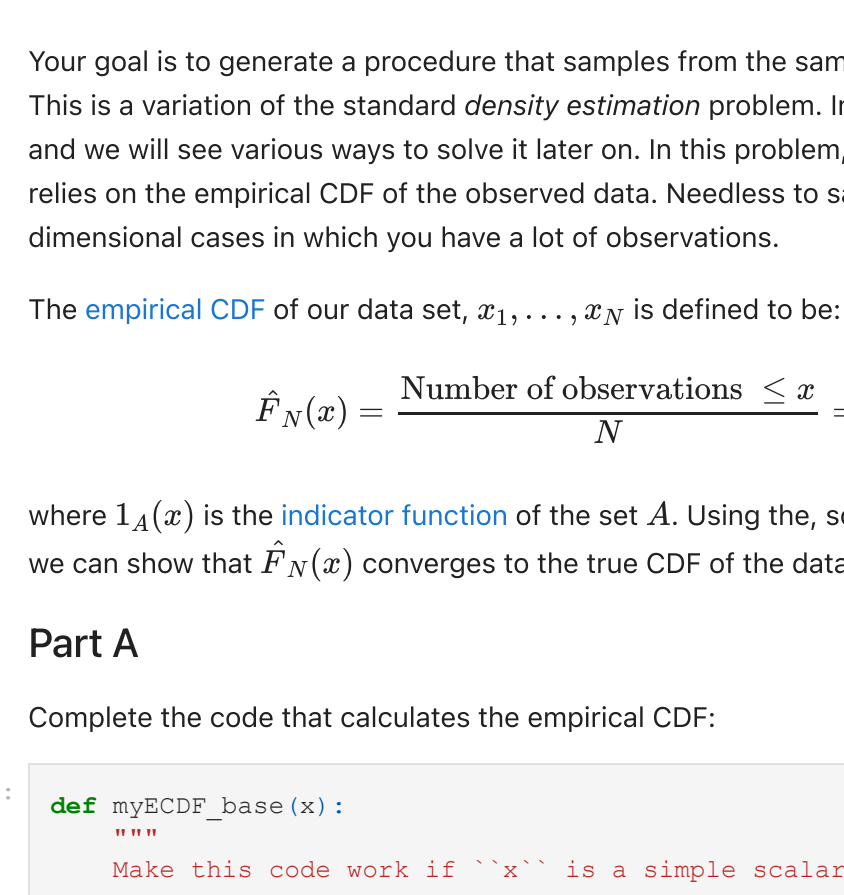 Your goal is to generate a procedure that samples from the
This is a variation of the standard density estimation problem.
and we will see various ways to solve it later on. In this problem,
relies on the empirical CDF of the observed data. Needless to
dimensional cases in which you have a lot of observations.
The empirical CDF of our data set, x₁, . . . , x_N is defined to be:
F̂_N(x) = Number of observations ≤ x / N =
where 1_A(x) is the indicator function of the set A. Using the,
we can show that F̂_N(x) converges to the true CDF of the data
Part A
Complete the code that calculates the empirical CDF:
:
def myECDF_base(x):
"""
Make this code work if ``x`` is a simple scalar